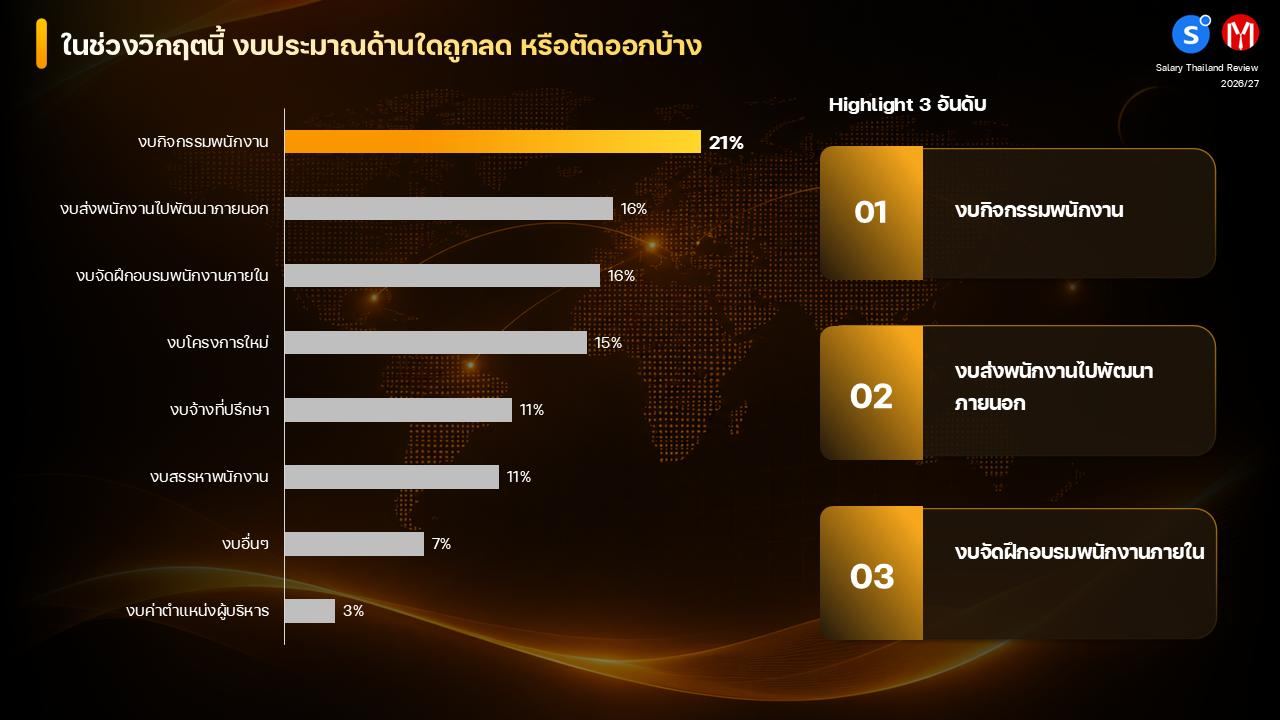 ในช่วงวิกฤตนี้ งบประมาณด้านใดถูกลด หรือตัดออกบ้าง
S
Salary Thailand Review
2026/27
Highlight 3 อันดับ
งบกิจกรรมพนักงาน 21%
งบส่งพนักงานไปพัฒนาภายนอก 16%
งบจัดฝึกอบรมพนักงานภายใน 16%
งบโครงการใหม่ 15%
งบจ้างที่ปรึกษา 11%
งบสรรหาพนักงาน 11%
งบอื่นๆ 7%
งบค่าตำแหน่งผู้บริหาร 3%
01 งบกิจกรรมพนักงาน
02 งบส่งพนักงานไปพัฒนา
ภายนอก
03 งบจัดฝึกอบรมพนักงานภายใน